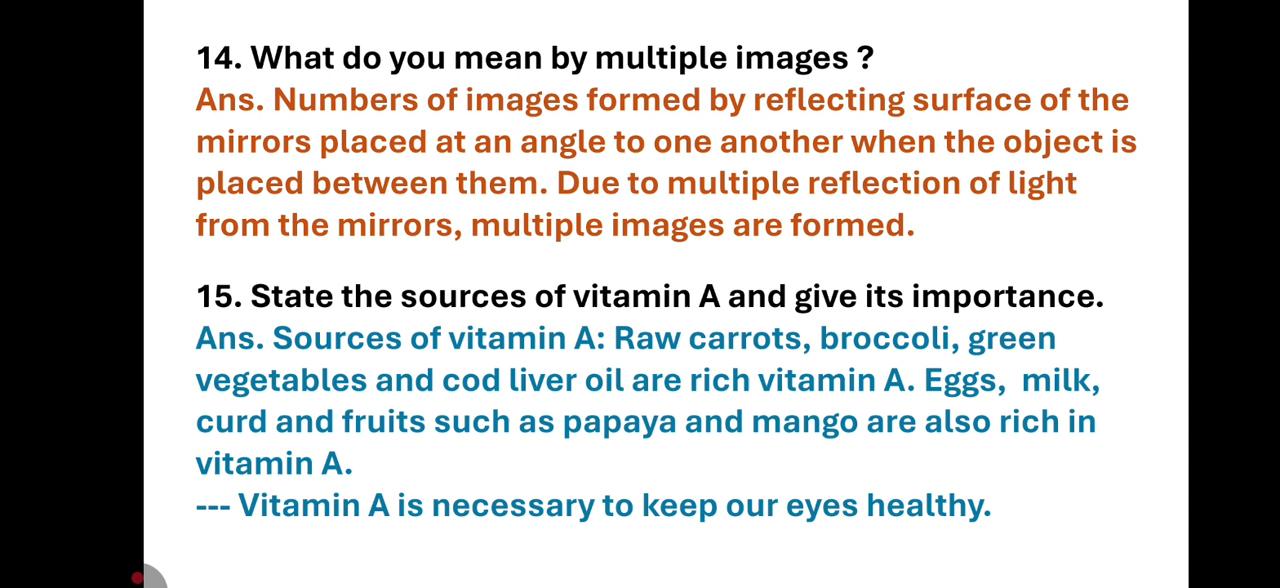 14. What do you mean by multiple images ?
Ans. Numbers of images formed by reflecting surface of the
mirrors placed at an angle to one another when the object is
placed between them. Due to multiple reflection of light
from the mirrors, multiple images are formed.
15. State the sources of vitamin A and give its importance.
Ans. Sources of vitamin A: Raw carrots, broccoli, green
vegetables and cod liver oil are rich vitamin A. Eggs,  milk,
curd and fruits such as papaya and mango are also rich in
vitamin A.
--- Vitamin A is necessary to keep our eyes healthy.